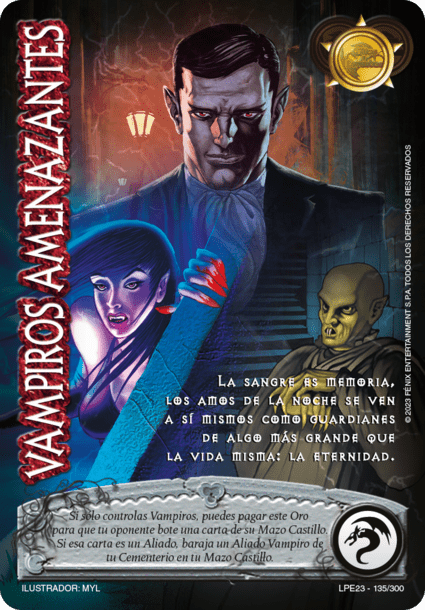 VAMPIROS AMENAZANTES
© 2023 FÉNIX ENTERTAINMENT S.P.A. TODOS LOS DERECHOS RESERVADOS
La sangre es memoria,
los amos de la noche se ven
a sí mismos como guardianes
de algo más grande que
la vida misma: la eternidad.
Si sólo controlas Vampiros, puedes pagar este Oro
para que tu oponente bote una carta de su Mazo Castillo.
Si esa carta es un Aliado, baraja un Aliado Vampiro de
tu Cementerio en tu Mazo Castillo.
ILUSTRADOR: MYL
LPE23 - 135/300